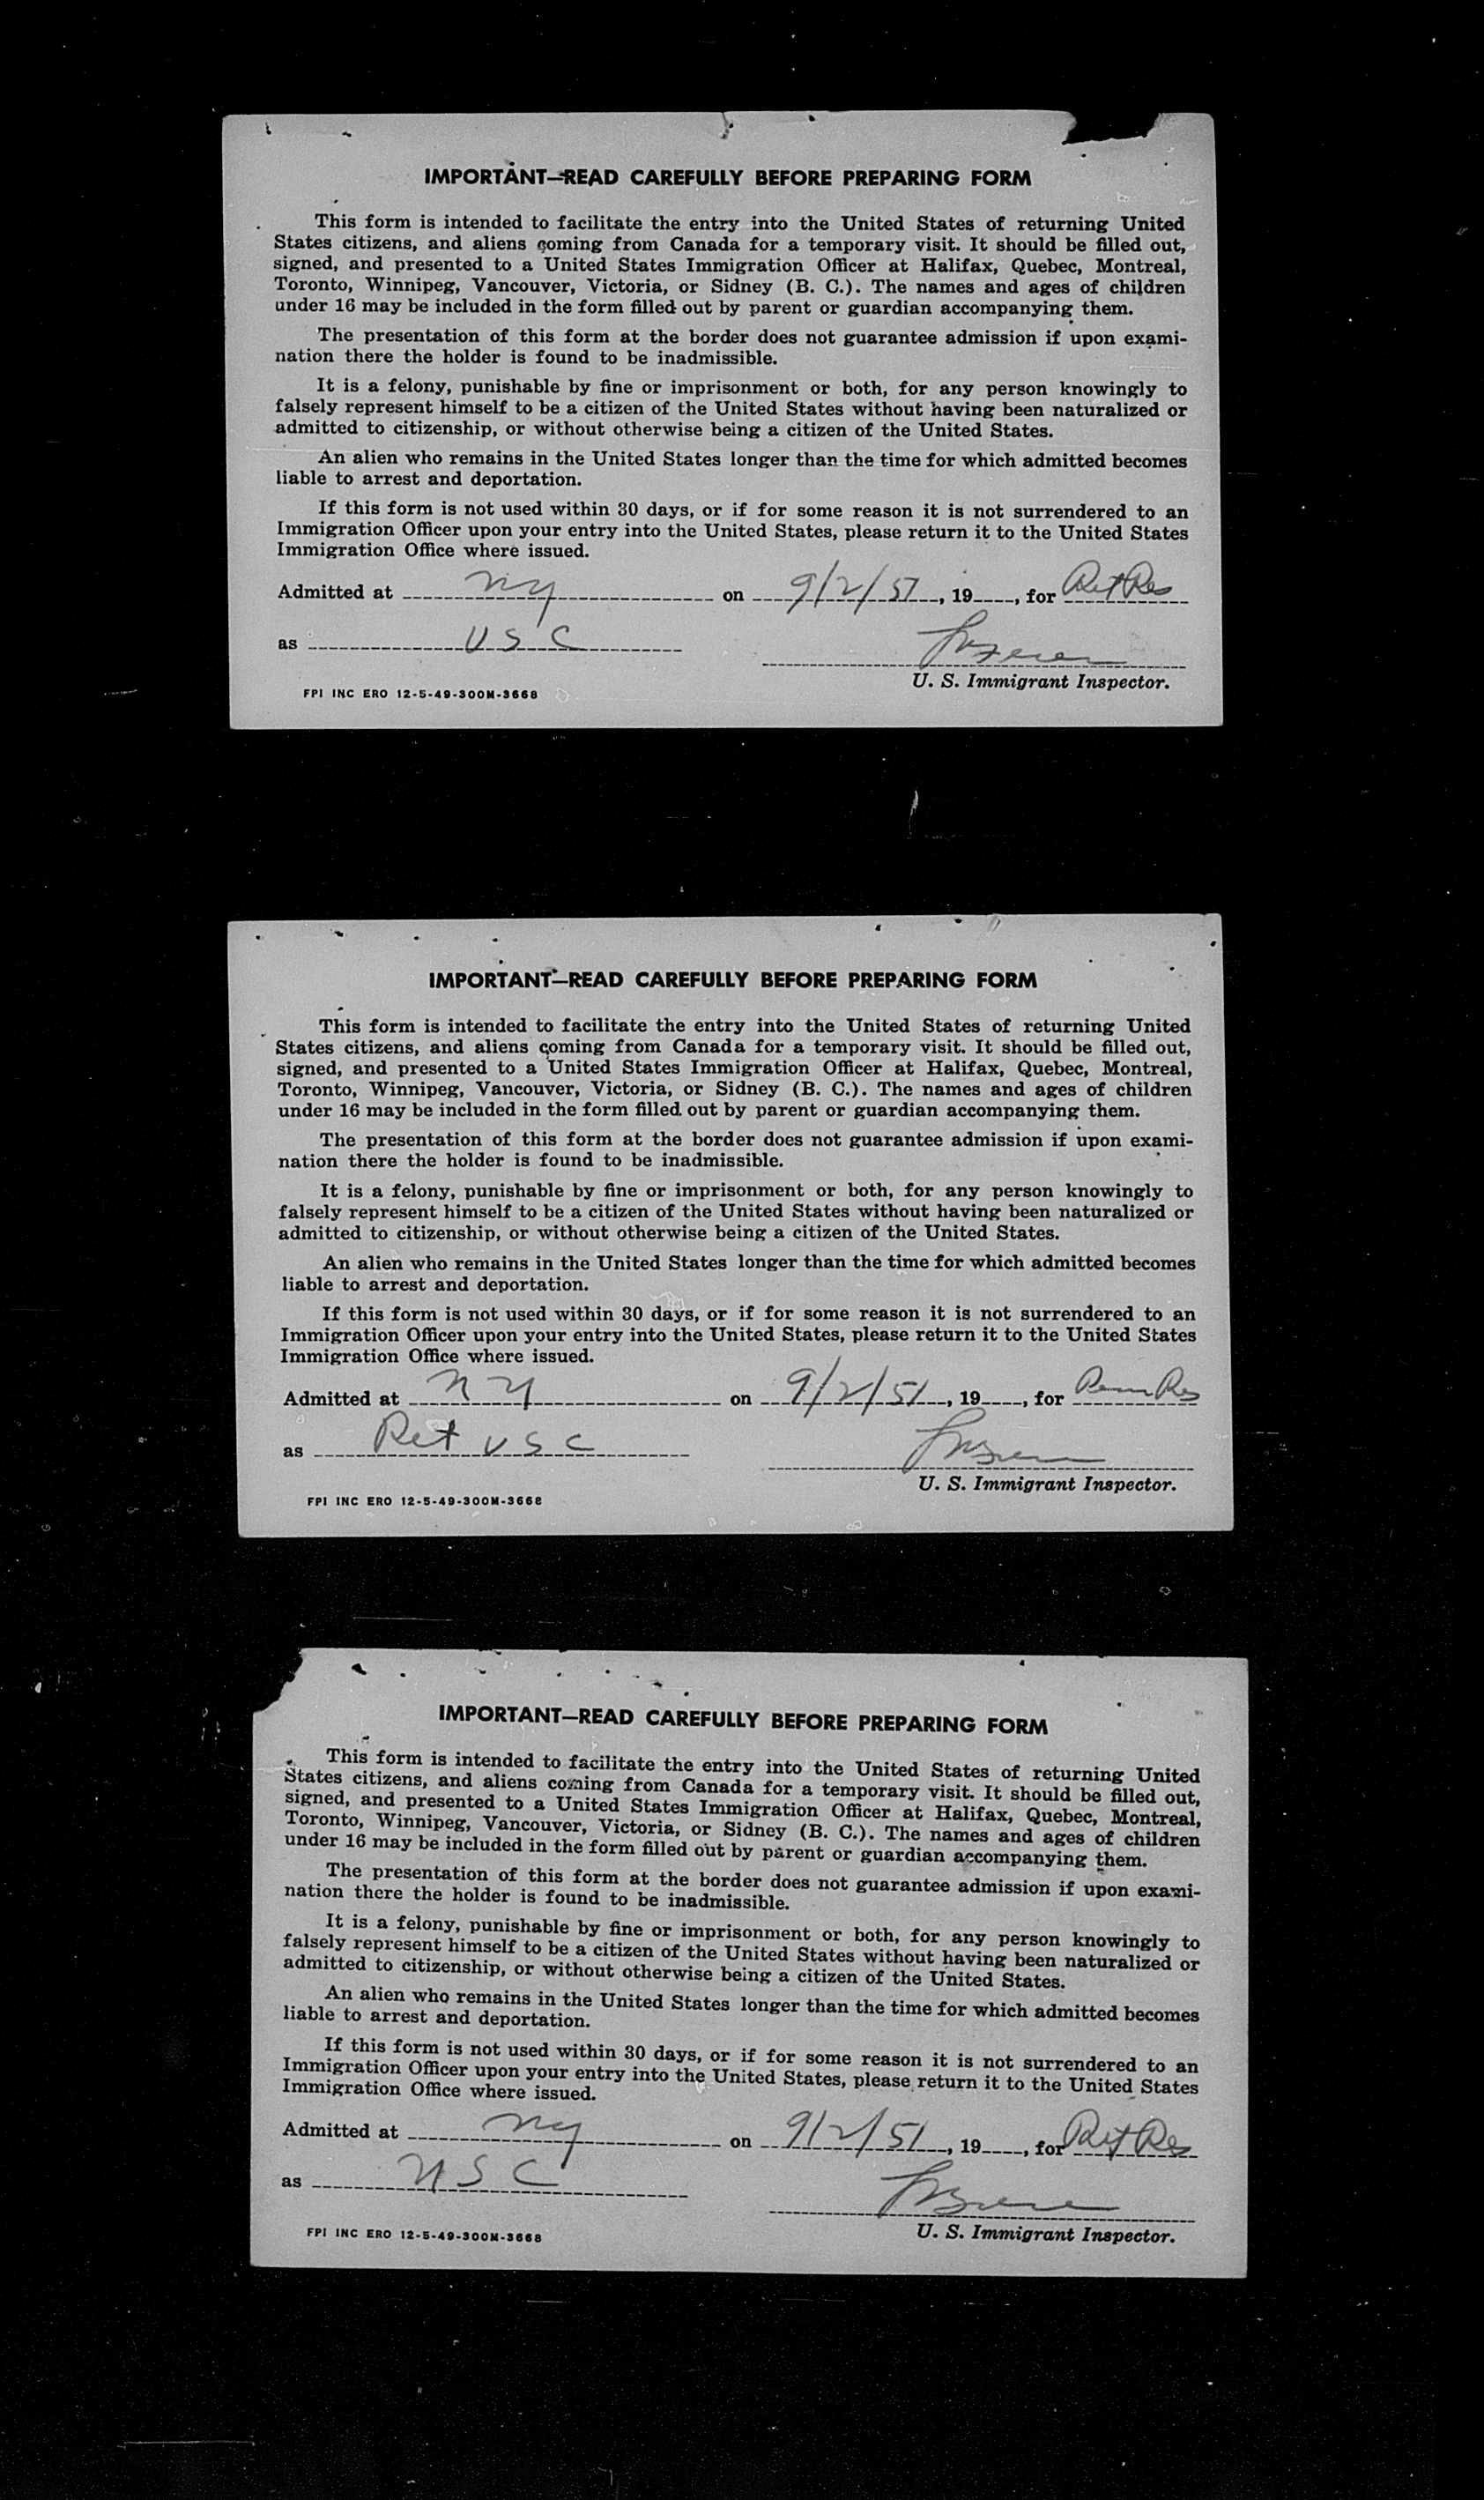 IMPORTANT—READ CAREFULLY BEFORE PREPARING FORM
This form is intended to facilitate the entry into the United States of returning United
States citizens, and aliens coming from Canada for a temporary visit. It should be filled out,
signed, and presented to a United States Immigration Officer at Halifax, Quebec, Montreal,
Toronto, Winnipeg, Vancouver, Victoria, or Sidney (B. C.). The names and ages of children
under 16 may be included in the form filled out by parent or guardian accompanying them.
The presentation of this form at the border does not guarantee admission if upon exami-
nation there the holder is found to be inadmissible.
It is a felony, punishable by fine or imprisonment or both, for any person knowingly to
falsely represent himself to be a citizen of the United States without having been naturalized or
admitted to citizenship, or without otherwise being a citizen of the United States.
An alien who remains in the United States longer than the time for which admitted becomes
liable to arrest and deportation.
If this form is not used within 30 days, or if for some reason it is not surrendered to an
Immigration Officer upon your entry into the United States, please return it to the United States
Immigration Office where issued.
Admitted at NY on 9/2/51, 19, for Ret Res
as USC
U. S. Immigrant Inspector.
FPI INC ERO 12-5-49-300M-3668
IMPORTANT—READ CAREFULLY BEFORE PREPARING FORM
This form is intended to facilitate the entry into the United States of returning United
States citizens, and aliens coming from Canada for a temporary visit. It should be filled out,
signed, and presented to a United States Immigration Officer at Halifax, Quebec, Montreal,
Toronto, Winnipeg, Vancouver, Victoria, or Sidney (B. C.). The names and ages of children
under 16 may be included in the form filled out by parent or guardian accompanying them.
The presentation of this form at the border does not guarantee admission if upon exami-
nation there the holder is found to be inadmissible.
It is a felony, punishable by fine or imprisonment or both, for any person knowingly to
falsely represent himself to be a citizen of the United States without having been naturalized or
admitted to citizenship, or without otherwise being a citizen of the United States.
An alien who remains in the United States longer than the time for which admitted becomes
liable to arrest and deportation.
If this form is not used within 30 days, or if for some reason it is not surrendered to an
Immigration Officer upon your entry into the United States, please return it to the United States
Immigration Office where issued.
Admitted at NY on 9/2/51, 19, for Perm Res
as Ret USC
U. S. Immigrant Inspector.
FPI INC ERO 12-5-49-300M-3668
IMPORTANT—READ CAREFULLY BEFORE PREPARING FORM
This form is intended to facilitate the entry into the United States of returning United
States citizens, and aliens coming from Canada for a temporary visit. It should be filled out,
signed, and presented to a United States Immigration Officer at Halifax, Quebec, Montreal,
Toronto, Winnipeg, Vancouver, Victoria, or Sidney (B. C.). The names and ages of children
under 16 may be included in the form filled out by parent or guardian accompanying them.
The presentation of this form at the border does not guarantee admission if upon exami-
nation there the holder is found to be inadmissible.
It is a felony, punishable by fine or imprisonment or both, for any person knowingly to
falsely represent himself to be a citizen of the United States without having been naturalized or
admitted to citizenship, or without otherwise being a citizen of the United States.
An alien who remains in the United States longer than the time for which admitted becomes
liable to arrest and deportation.
If this form is not used within 30 days, or if for some reason it is not surrendered to an
Immigration Officer upon your entry into the United States, please return it to the United States
Immigration Office where issued.
Admitted at NY on 9/2/51, 19, for Ret Res
as USC
U. S. Immigrant Inspector.
FPI INC ERO 12-5-49-300M-3668